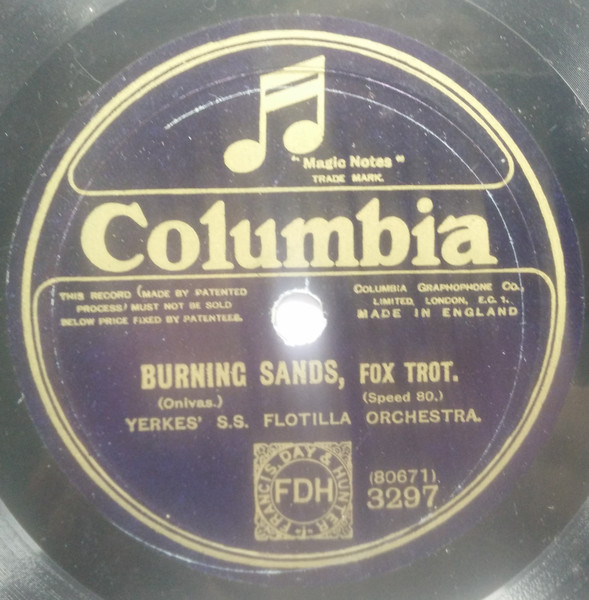 "Magic Notes"
TRADE MARK.
Columbia
THIS RECORD (MADE BY PATENTED
PROCESS) MUST NOT BE SOLD
BELOW PRICE FIXED BY PATENTEES.
COLUMBIA GRAPHOPHONE CO.,
LIMITED, LONDON, E.C. 1.
MADE IN ENGLAND
BURNING SANDS, FOX TROT.
(Onivas.) (Speed 80.)
YERKES' S.S. FLOTILLA ORCHESTRA.
FRANCIS, DAY & HUNTER
FDH
(80671)
3297